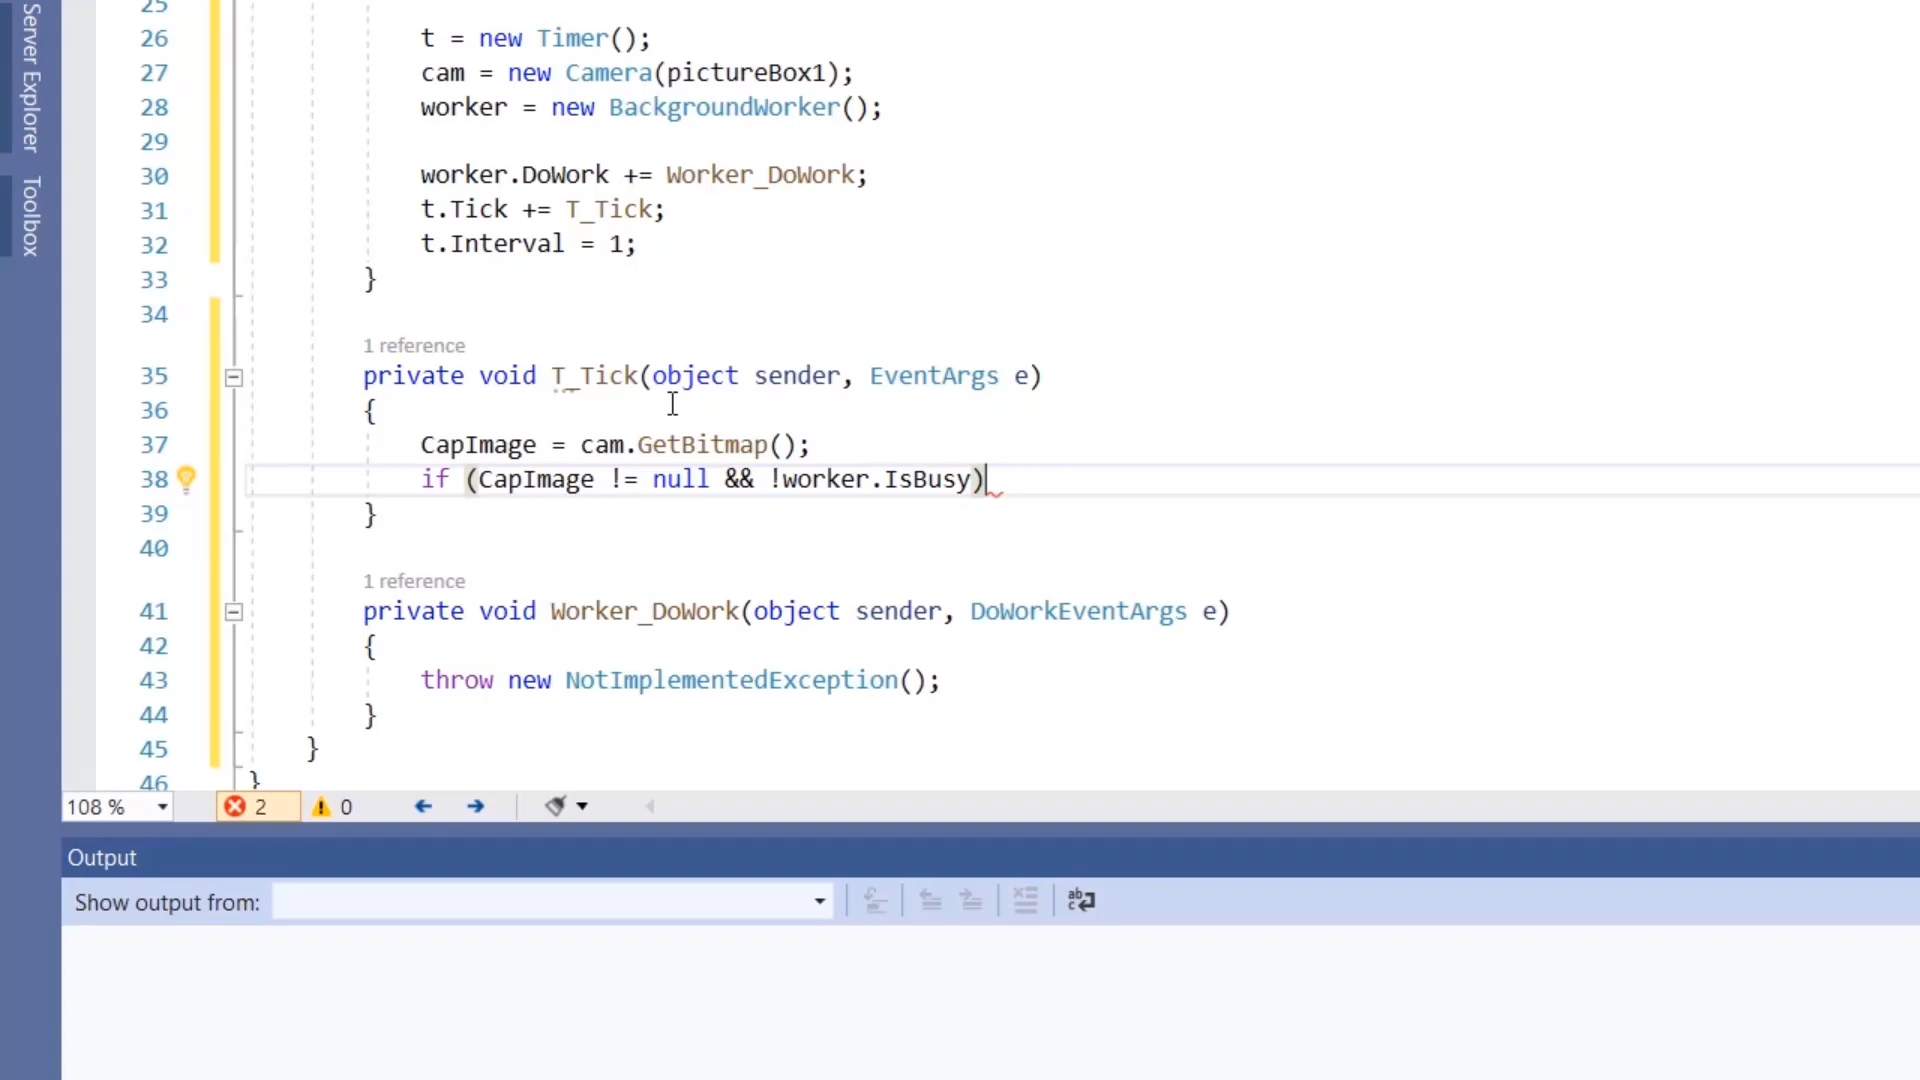 Server Explorer
Toolbox
25
26 t = new Timer();
27 cam = new Camera(pictureBox1);
28 worker = new BackgroundWorker();
29
30 worker.DoWork += Worker_DoWork;
31 t.Tick += T_Tick;
32 t.Interval = 1;
33 }
34
1 reference
35 private void T_Tick(object sender, EventArgs e)
36 {
37 CapImage = cam.GetBitmap();
38 if (CapImage != null && !worker.IsBusy)
39 }
40
1 reference
41 private void Worker_DoWork(object sender, DoWorkEventArgs e)
42 {
43 throw new NotImplementedException();
44 }
45 }
46 }
108 % 2 0
Output
Show output from: